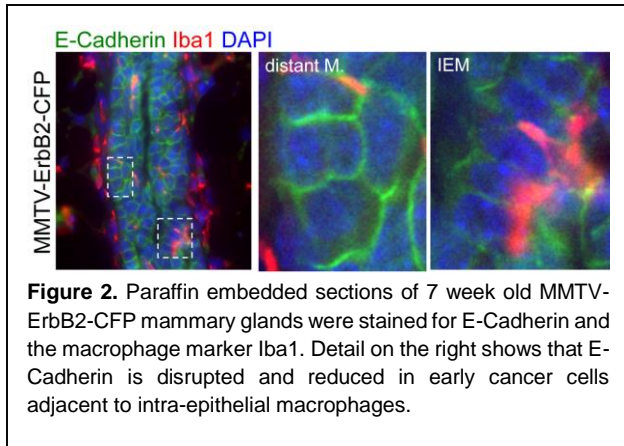 E-Cadherin Iba1 DAPI
MMTV-ErbB2-CFP
distant M.
IEM
Figure 2. Paraffin embedded sections of 7 week old MMTV-
ErbB2-CFP mammary glands were stained for E-Cadherin and
the macrophage marker Iba1. Detail on the right shows that E-
Cadherin is disrupted and reduced in early cancer cells
adjacent to intra-epithelial macrophages.